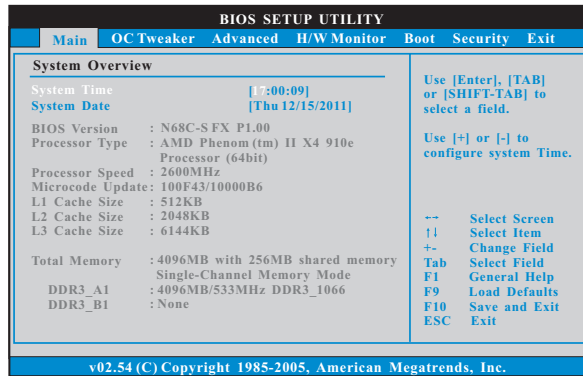 BIOS SETUP UTILITY
Main OC Tweaker Advanced H/W Monitor Boot Security Exit
System Overview
System Time [17:00:09]
System Date [Thu 12/15/2011]
BIOS Version : N68C-S FX P1.00
Processor Type : AMD Phenom (tm) II X4 910e
Processor (64bit)
Processor Speed : 2600MHz
Microcode Update : 100F43/10000B6
L1 Cache Size : 512KB
L2 Cache Size : 2048KB
L3 Cache Size : 6144KB
Total Memory : 4096MB with 256MB shared memory
Single-Channel Memory Mode
DDR3_A1 : 4096MB/533MHz DDR3_1066
DDR3_B1 : None
Use [Enter], [TAB]
or [SHIFT-TAB] to
select a field.
Use [+] or [-] to
configure system Time.
←→ Select Screen
↑↓ Select Item
+- Change Field
Tab Select Field
F1 General Help
F9 Load Defaults
F10 Save and Exit
ESC Exit
v02.54 (C) Copyright 1985-2005, American Megatrends, Inc.